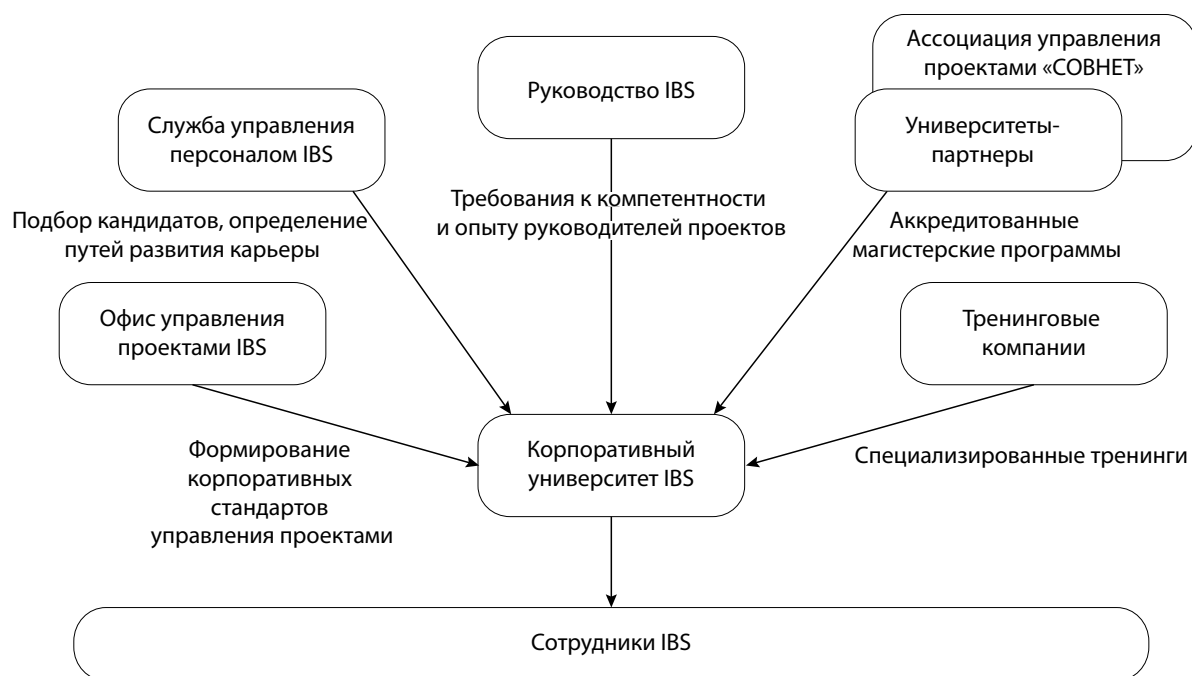 Ассоциация управления
проектами «СОВНЕТ»
Руководство IBS
Служба управления
персоналом IBS
Университеты-
партнеры
Требования к компетентности
и опыту руководителей проектов
Подбор кандидатов, определение
путей развития карьеры
Аккредитованные
магистерские программы
Офис управления
проектами IBS
Тренинговые
компании
Формирование
корпоративных
стандартов
управления проектами
Корпоративный
университет IBS
Специализированные тренинги
Сотрудники IBS